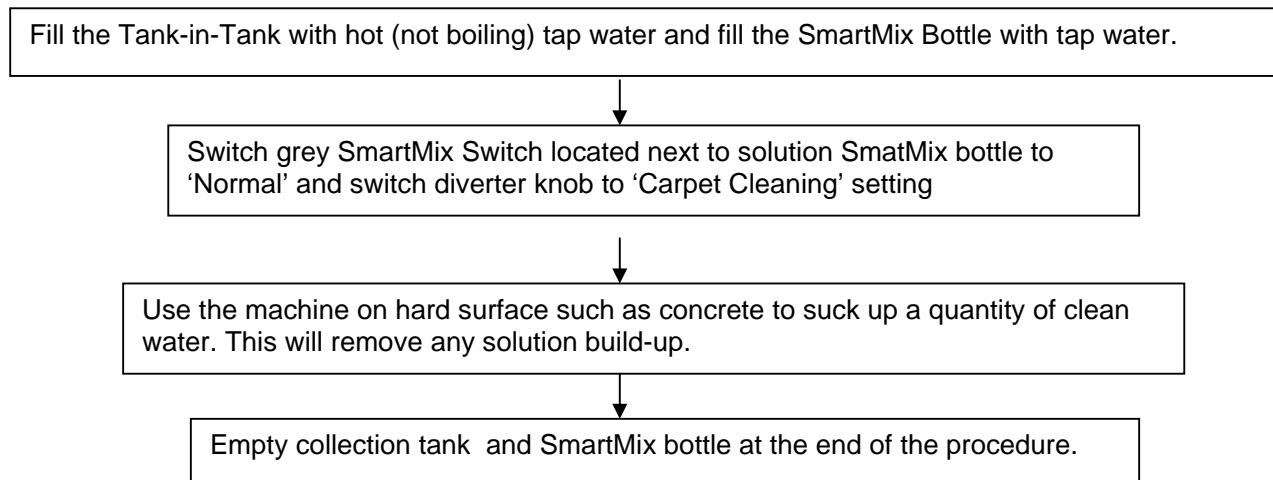 Fill the Tank-in-Tank with hot (not boiling) tap water and fill the SmartMix Bottle with tap water.
Switch grey SmartMix Switch located next to solution SmatMix bottle to
‘Normal’ and switch diverter knob to ‘Carpet Cleaning’ setting
Use the machine on hard surface such as concrete to suck up a quantity of clean
water. This will remove any solution build-up.
Empty collection tank  and SmartMix bottle at the end of the procedure.